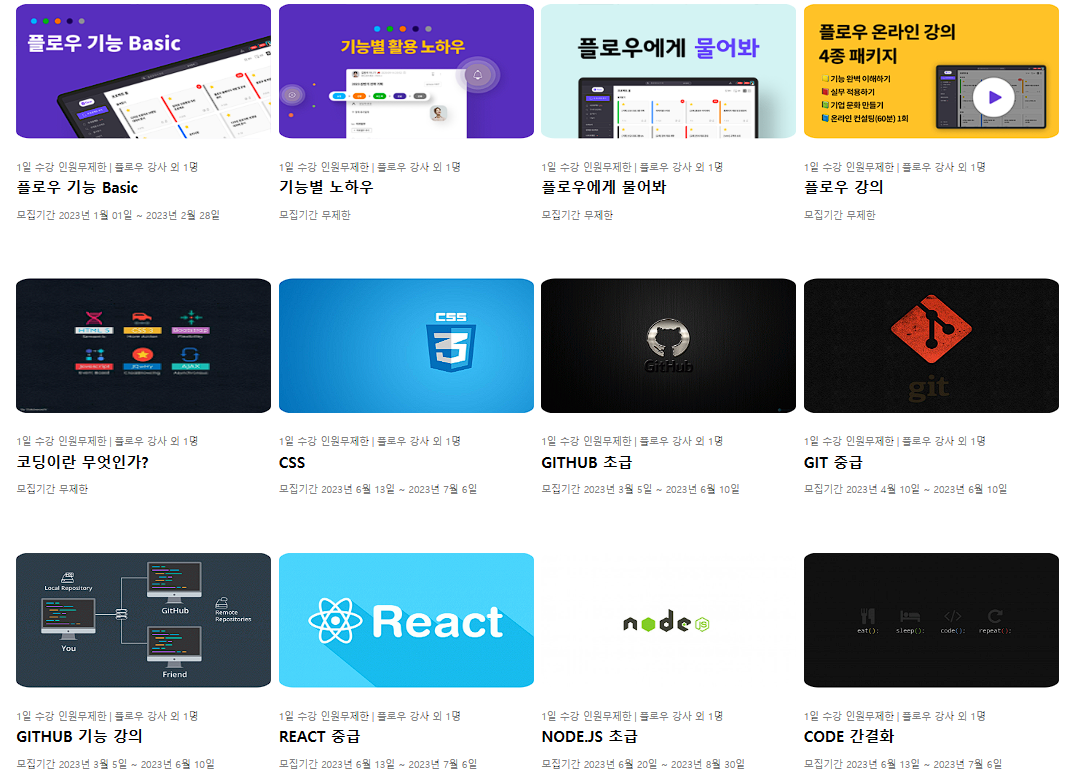 플로우 기능 Basic
1일 수강 인원무제한 | 플로우 강사 외 1명
플로우 기능 Basic
모집기간 2023년 1월 01일 ~ 2023년 2월 28일
기능별 활용 노하우
1일 수강 인원무제한 | 플로우 강사 외 1명
기능별 노하우
모집기간 무제한
플로우에게 물어봐
1일 수강 인원무제한 | 플로우 강사 외 1명
플로우에게 물어봐
모집기간 무제한
플로우 온라인 강의
4종 패키지
기능 완벽 이해하기
실무 적용하기
기업 문화 만들기
온라인 컨설팅(60분) 1회
1일 수강 인원무제한 | 플로우 강사 외 1명
플로우 강의
모집기간 무제한
HTML 5
CSS 3
Bootstrap
Javascript
JQuery
AJAX
1일 수강 인원무제한 | 플로우 강사 외 1명
코딩이란 무엇인가?
모집기간 무제한
CSS
3
1일 수강 인원무제한 | 플로우 강사 외 1명
CSS
모집기간 2023년 6월 13일 ~ 2023년 7월 6일
GitHub
1일 수강 인원무제한 | 플로우 강사 외 1명
GITHUB 초급
모집기간 2023년 3월 5일 ~ 2023년 6월 10일
git
1일 수강 인원무제한 | 플로우 강사 외 1명
GIT 중급
모집기간 2023년 4월 10일 ~ 2023년 6월 10일
Local Repository
You
GitHub
Friend
Remote
Repositories
1일 수강 인원무제한 | 플로우 강사 외 1명
GITHUB 기능 강의
모집기간 2023년 3월 5일 ~ 2023년 6월 10일
React
1일 수강 인원무제한 | 플로우 강사 외 1명
REACT 중급
모집기간 2023년 6월 13일 ~ 2023년 7월 6일
node JS
1일 수강 인원무제한 | 플로우 강사 외 1명
NODE.JS 초급
모집기간 2023년 6월 20일 ~ 2023년 8월 30일
eat(); sleep(); code(); repeat();
1일 수강 인원무제한 | 플로우 강사 외 1명
CODE 간결화
모집기간 2023년 6월 13일 ~ 2023년 7월 6일